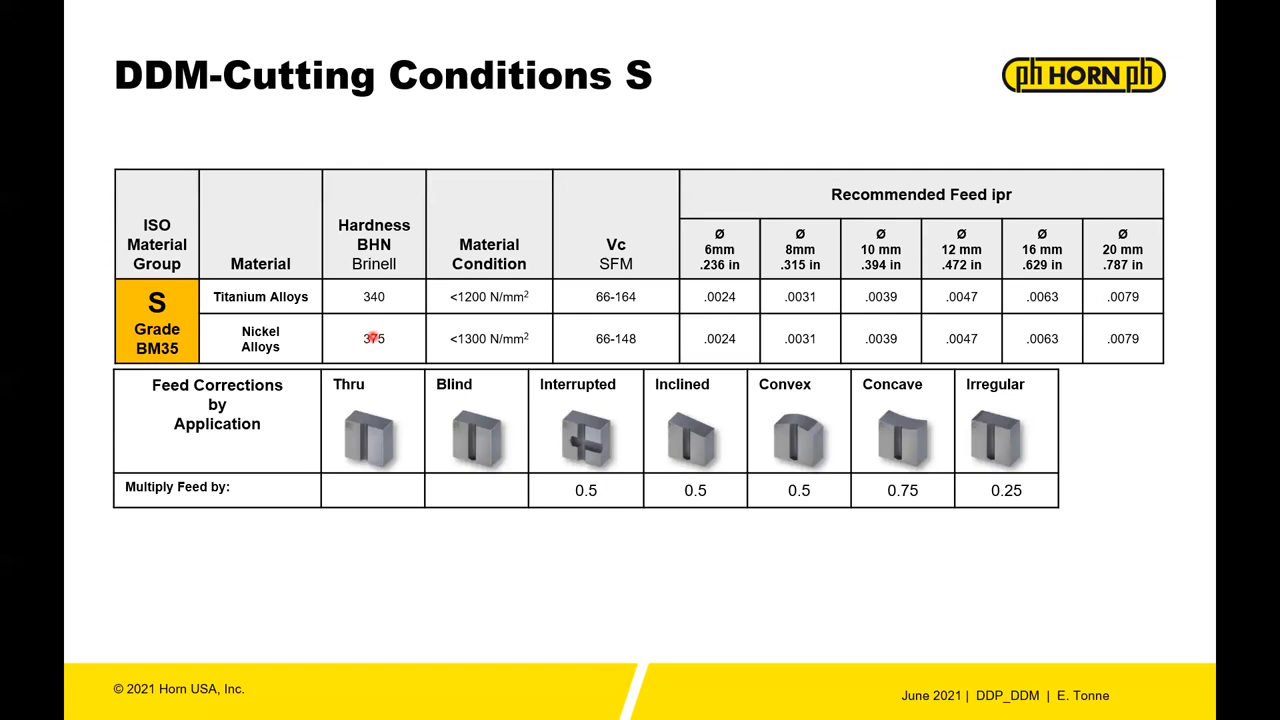 DDM-Cutting Conditions S
ph HORN ph
Recommended Feed ipr
ISO
Material
Group
Material
Hardness
BHN
Brinell
Material
Condition
Vc
SFM
Ø
6mm
.236 in
Ø
8mm
.315 in
Ø
10 mm
.394 in
Ø
12 mm
.472 in
Ø
16 mm
.629 in
Ø
20 mm
.787 in
S
Grade
BM35
Titanium Alloys 340 <1200 N/mm² 66-164 .0024 .0031 .0039 .0047 .0063 .0079
Nickel
Alloys
375 <1300 N/mm² 66-148 .0024 .0031 .0039 .0047 .0063 .0079
Feed Corrections
by
Application
Thru Blind Interrupted Inclined Convex Concave Irregular
Multiply Feed by: 0.5 0.5 0.5 0.75 0.25
© 2021 Horn USA, Inc.
June 2021 | DDP_DDM | E. Tonne